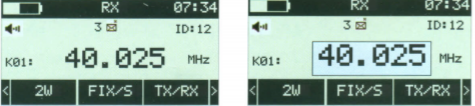 RX 07:34
3 ID:12
K01: 40.025 MHz
< 2W FIX/S TX/RX >
RX 07:34
3 ID:12
K01: 40.025 MHz
< 2W FIX/S TX/RX >